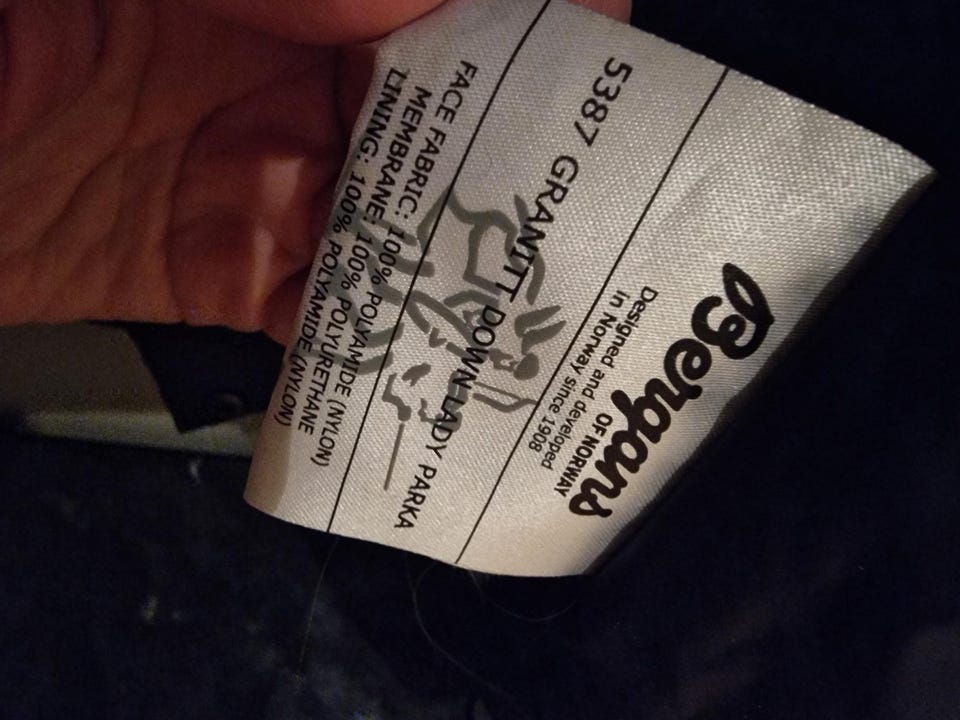 Bergans
OF NORWAY
Designed and developed
in Norway since 1908
5387 GRANITT DOWN LADY PARKA
FACE FABRIC: 100% POLYAMIDE (NYLON)
MEMBRANE: 100% POLYURETHANE
LINING: 100% POLYAMIDE (NYLON)